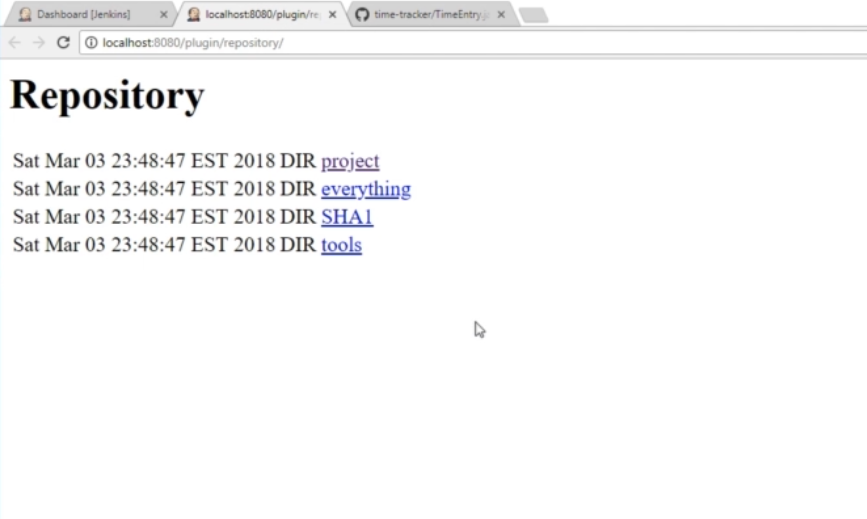 Dashboard [Jenkins]
localhost:8080/plugin/re
time-tracker/TimeEntry.j
localhost:8080/plugin/repository/
Repository
Sat Mar 03 23:48:47 EST 2018 DIR project
Sat Mar 03 23:48:47 EST 2018 DIR everything
Sat Mar 03 23:48:47 EST 2018 DIR SHA1
Sat Mar 03 23:48:47 EST 2018 DIR tools